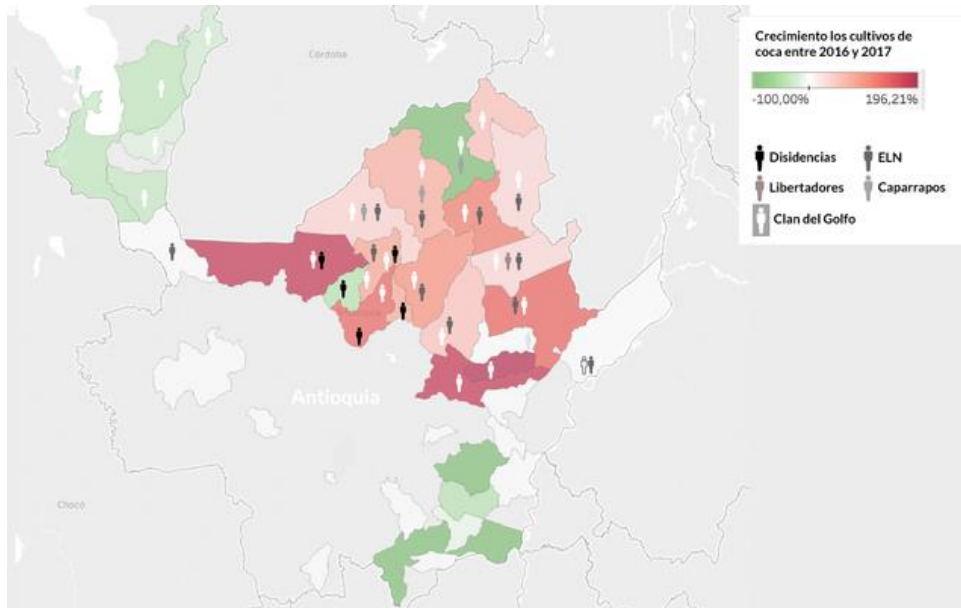 Crecimiento los cultivos de
coca entre 2016 y 2017
-100,00%
196,21%
Disidencias
ELN
Libertadores
Caparrapos
Clan del Golfo
Córdoba
Antioquia
Chocó